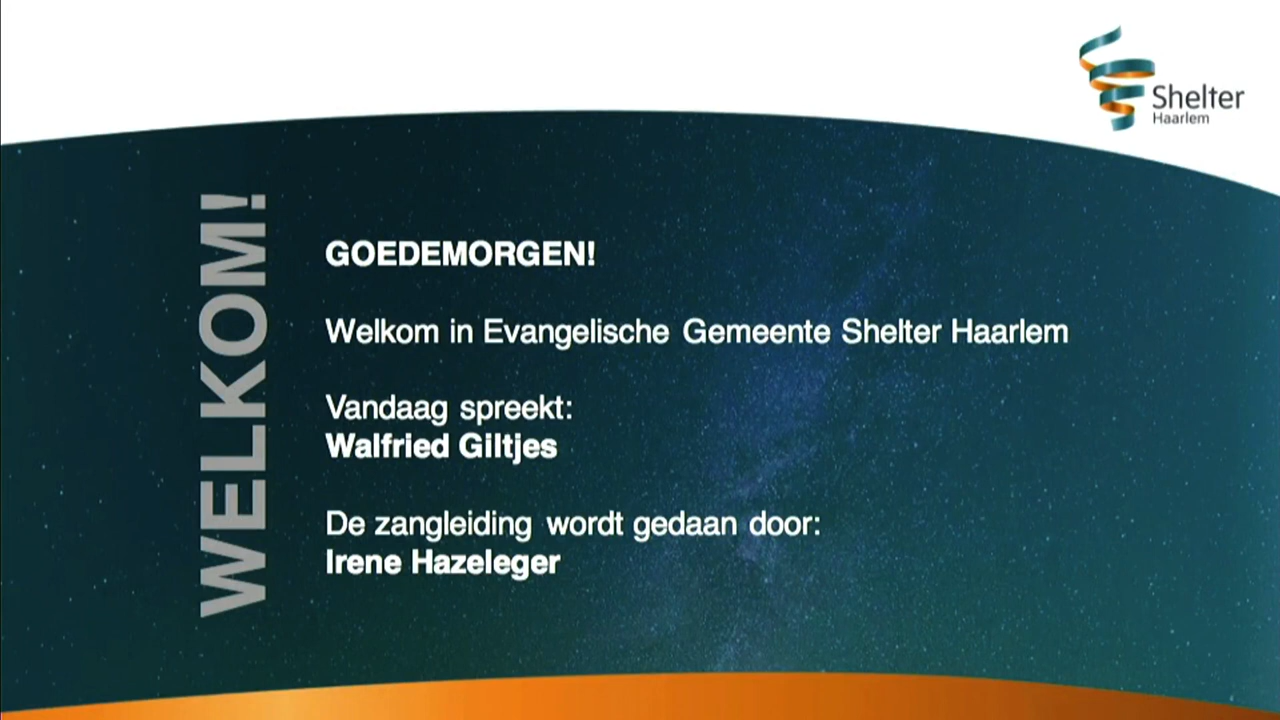 Shelter
Haarlem
WELKOM!
GOEDEMORGEN!
Welkom in Evangelische Gemeente Shelter Haarlem
Vandaag spreekt:
Walfried Giltjes
De zangleiding wordt gedaan door:
Irene Hazeleger